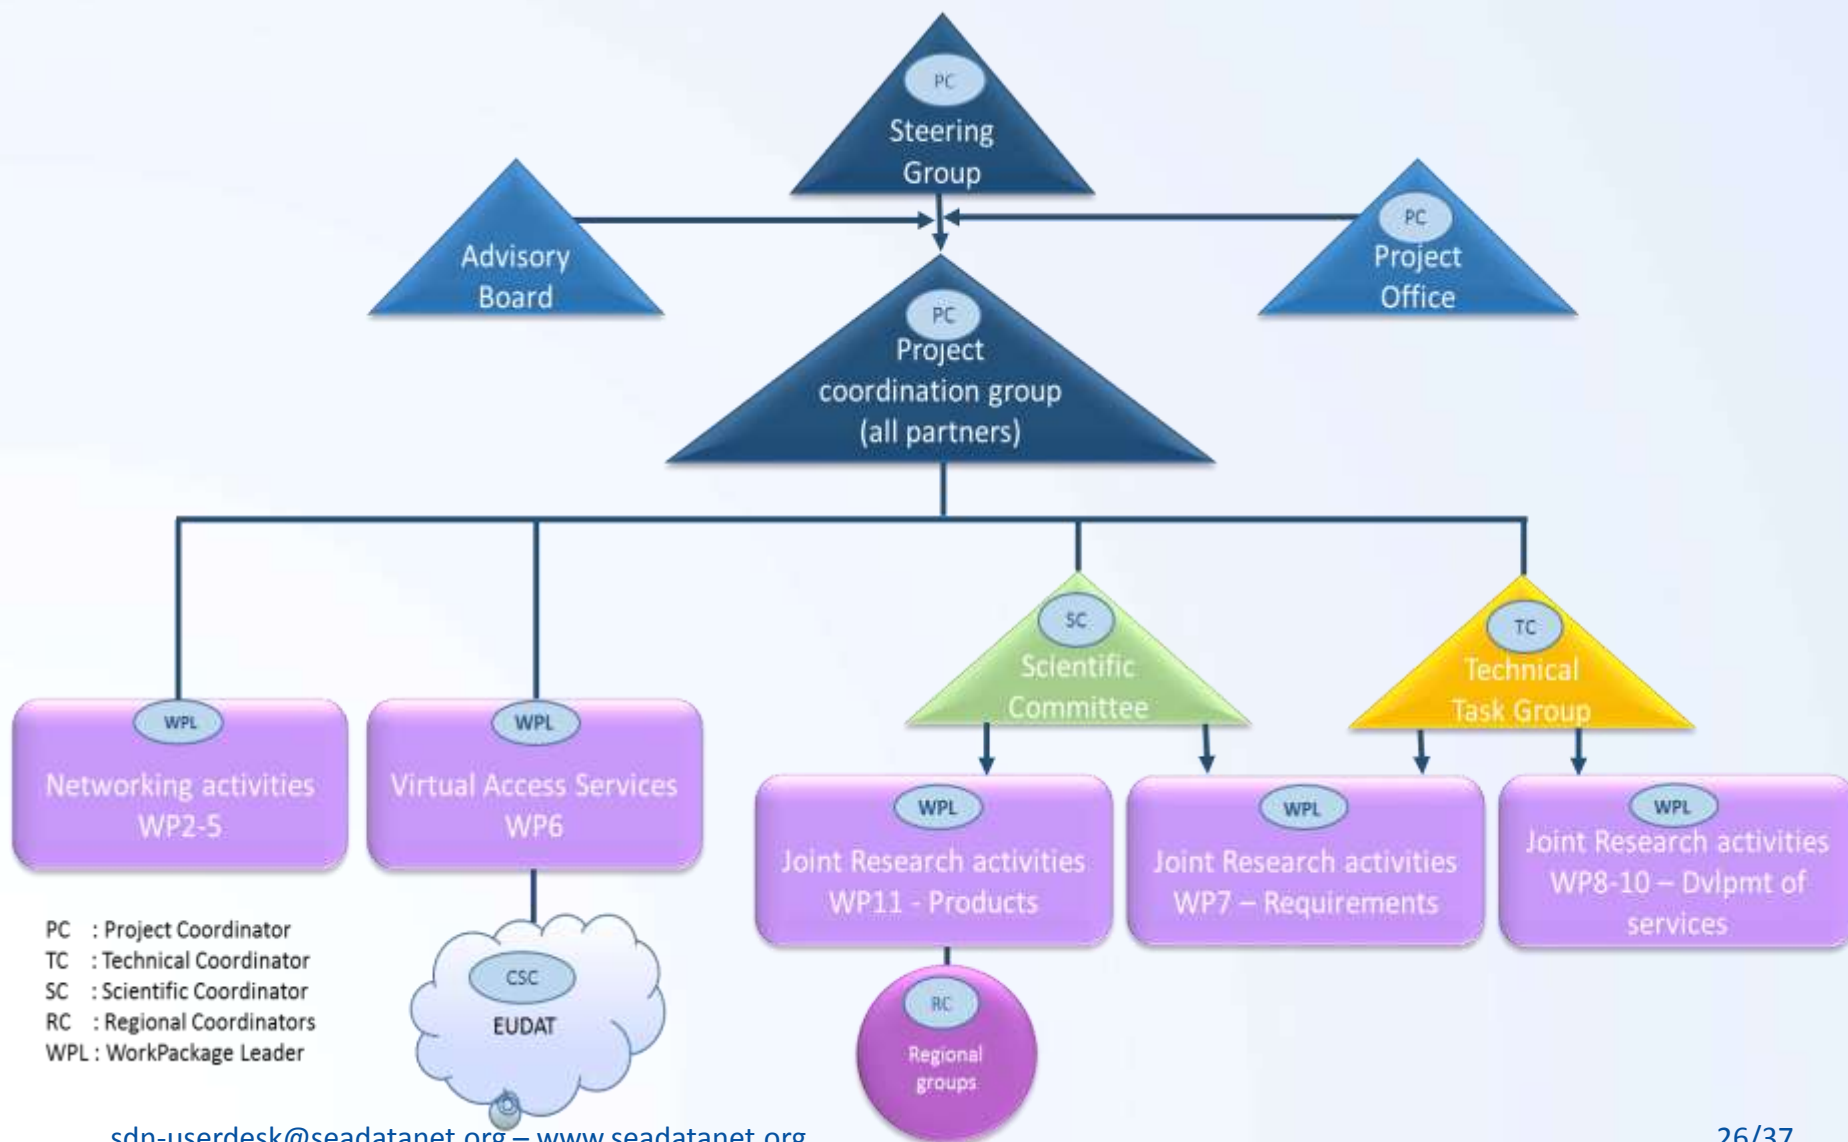 PC
Steering
Group
Advisory
Board
PC
Project
Office
PC
Project
coordination group
(all partners)
SC
Scientific
Committee
TC
Technical
Task Group
WPL
Networking activities
WP2-5
WPL
Virtual Access Services
WP6
WPL
Joint Research activities
WP11 - Products
WPL
Joint Research activities
WP7 – Requirements
WPL
Joint Research activities
WP8-10 – Dvlpmt of
services
PC : Project Coordinator
TC : Technical Coordinator
SC : Scientific Coordinator
RC : Regional Coordinators
WPL : WorkPackage Leader
CSC
EUDAT
RC
Regional
groups
sdn-userdesk@seadatanet.org – www.seadatanet.org
26/37